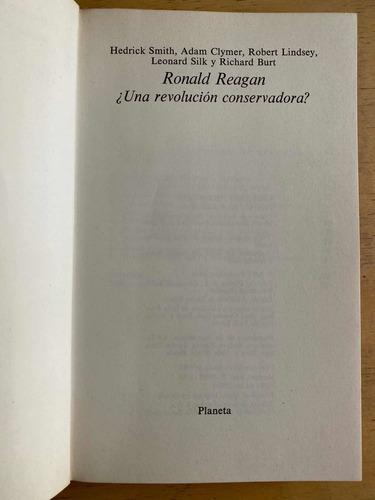 Hedrick Smith, Adam Clymer, Robert Lindsey,
Leonard Silk y Richard Burt
Ronald Reagan
¿Una revolución conservadora?
Planeta